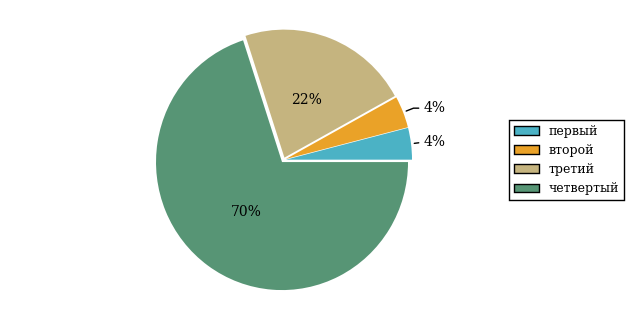 22%
4%
4%
70%
первый
второй
третий
четвертый